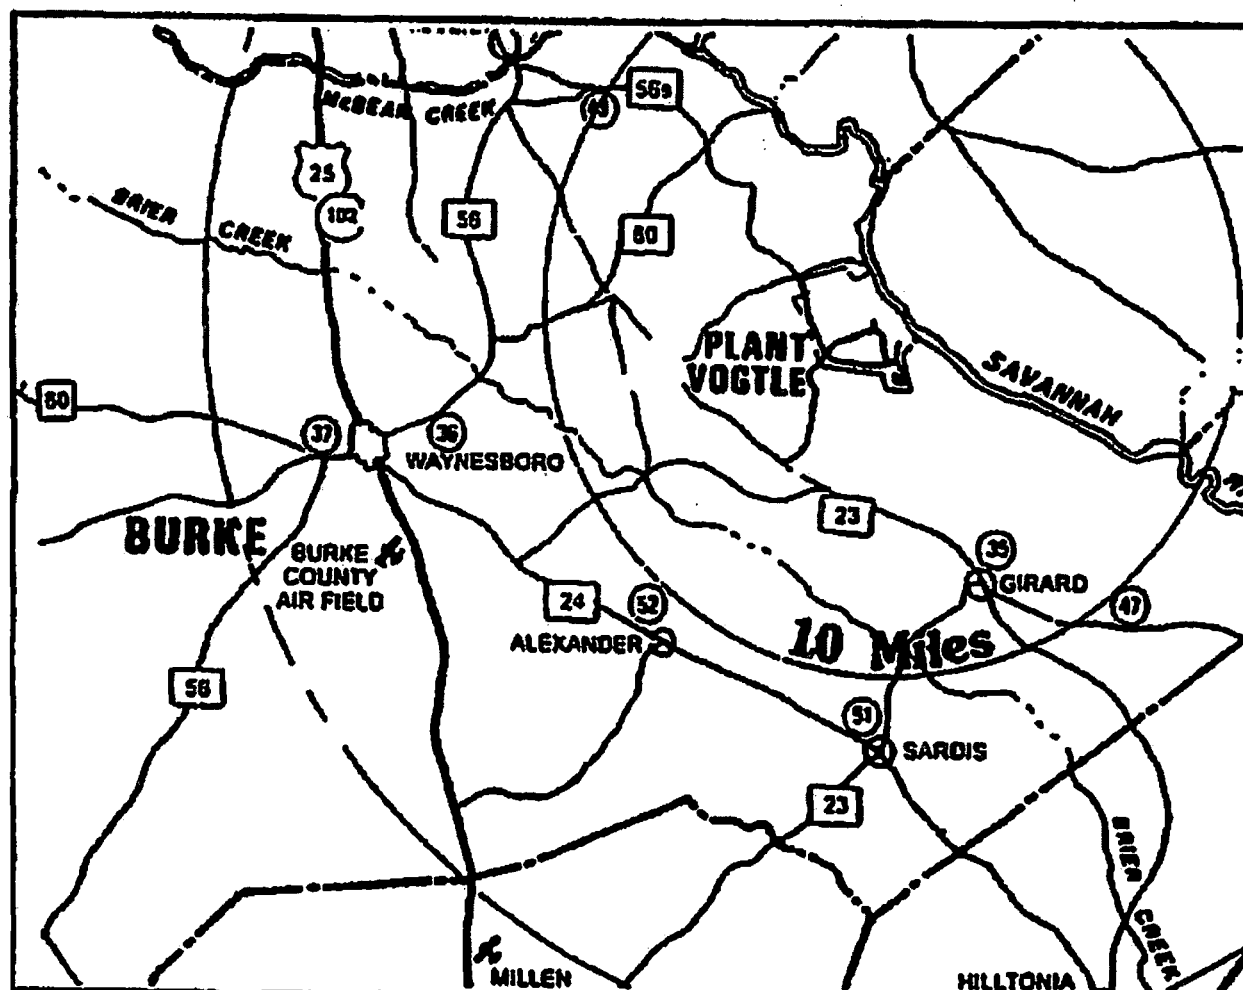 56s
43
McBEAN CREEK
25
102
BRIER CREEK
56
80
PLANT
VOGTLE
SAVANNAH
80
37
36
WAYNESBORO
BURKE
BURKE
COUNTY
AIR FIELD
23
35
GIRARD
24
52
47
ALEXANDER
10 Miles
56
51
SARDIS
23
BRIER
CREEK
MILLEN
HILLTONIA